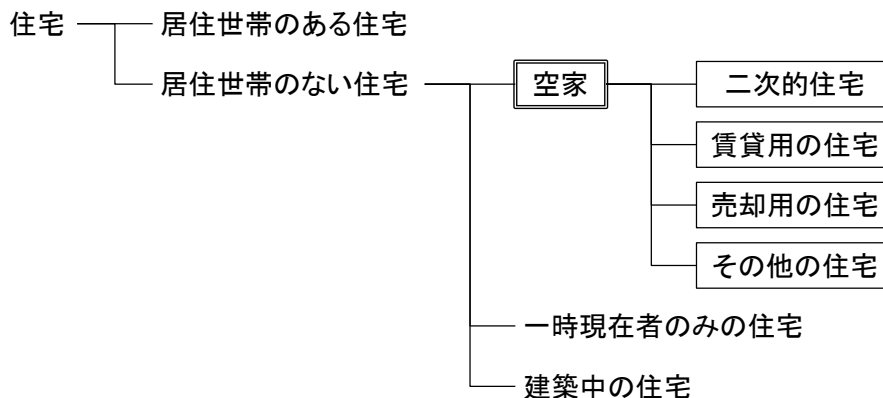 住宅
居住世帯のある住宅
居住世帯のない住宅
空家
二次的住宅
賃貸用の住宅
売却用の住宅
その他の住宅
一時現在者のみの住宅
建築中の住宅